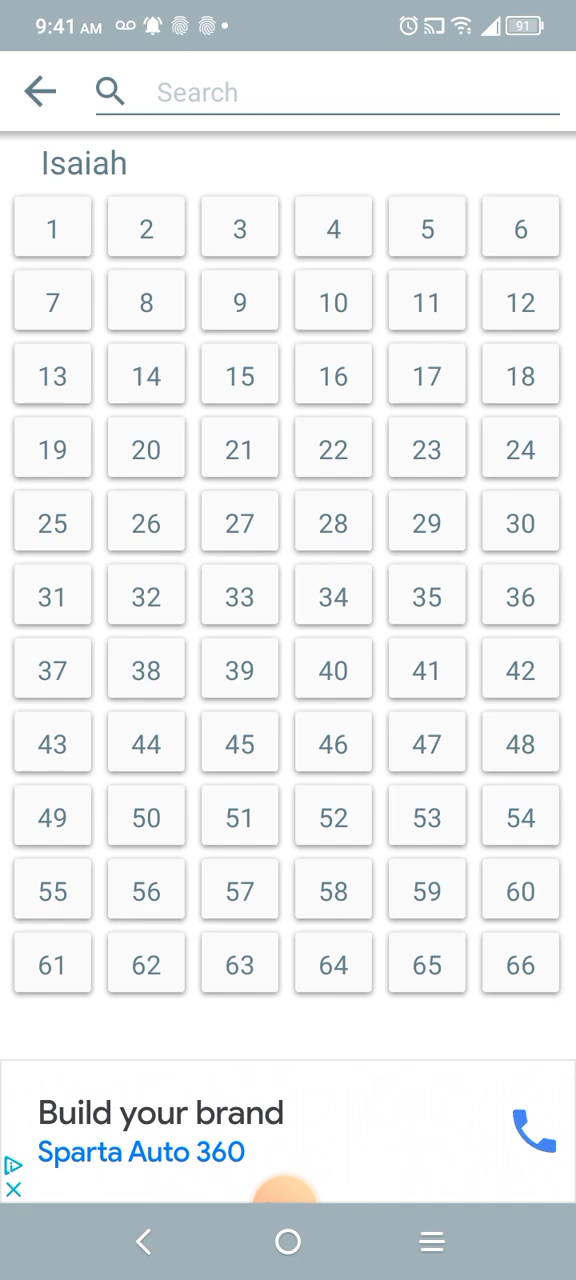 9:41 AM
91
Search
Isaiah
1 2 3 4 5 6
7 8 9 10 11 12
13 14 15 16 17 18
19 20 21 22 23 24
25 26 27 28 29 30
31 32 33 34 35 36
37 38 39 40 41 42
43 44 45 46 47 48
49 50 51 52 53 54
55 56 57 58 59 60
61 62 63 64 65 66
Build your brand
Sparta Auto 360